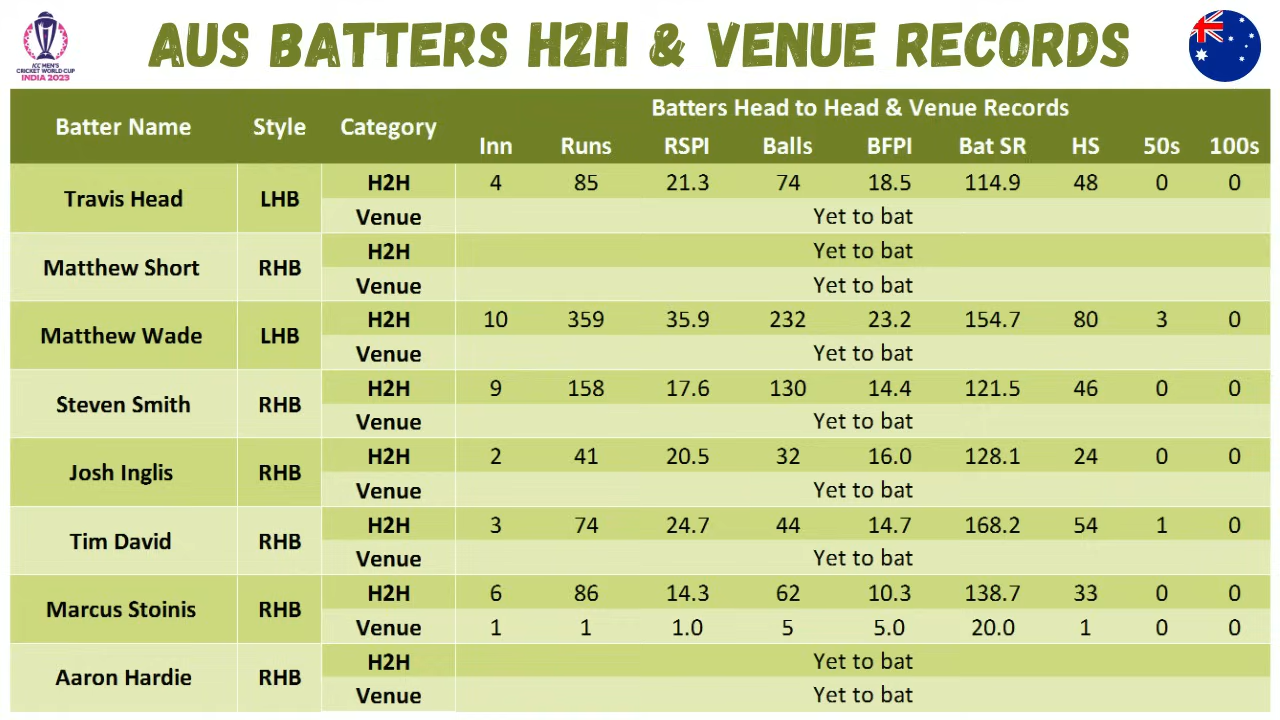 ICC MEN'S
CRICKET WORLD CUP
INDIA 2023
AUS BATTERS H2H & VENUE RECORDS
Batter Name Style Category Batters Head to Head & Venue Records
Inn Runs RSPI Balls BFPI Bat SR HS 50s 100s
Travis Head LHB H2H 4 85 21.3 74 18.5 114.9 48 0 0
Venue Yet to bat
Matthew Short RHB H2H Yet to bat
Venue Yet to bat
Matthew Wade LHB H2H 10 359 35.9 232 23.2 154.7 80 3 0
Venue Yet to bat
Steven Smith RHB H2H 9 158 17.6 130 14.4 121.5 46 0 0
Venue Yet to bat
Josh Inglis RHB H2H 2 41 20.5 32 16.0 128.1 24 0 0
Venue Yet to bat
Tim David RHB H2H 3 74 24.7 44 14.7 168.2 54 1 0
Venue Yet to bat
Marcus Stoinis RHB H2H 6 86 14.3 62 10.3 138.7 33 0 0
Venue 1 1 1.0 5 5.0 20.0 1 0 0
Aaron Hardie RHB H2H Yet to bat
Venue Yet to bat